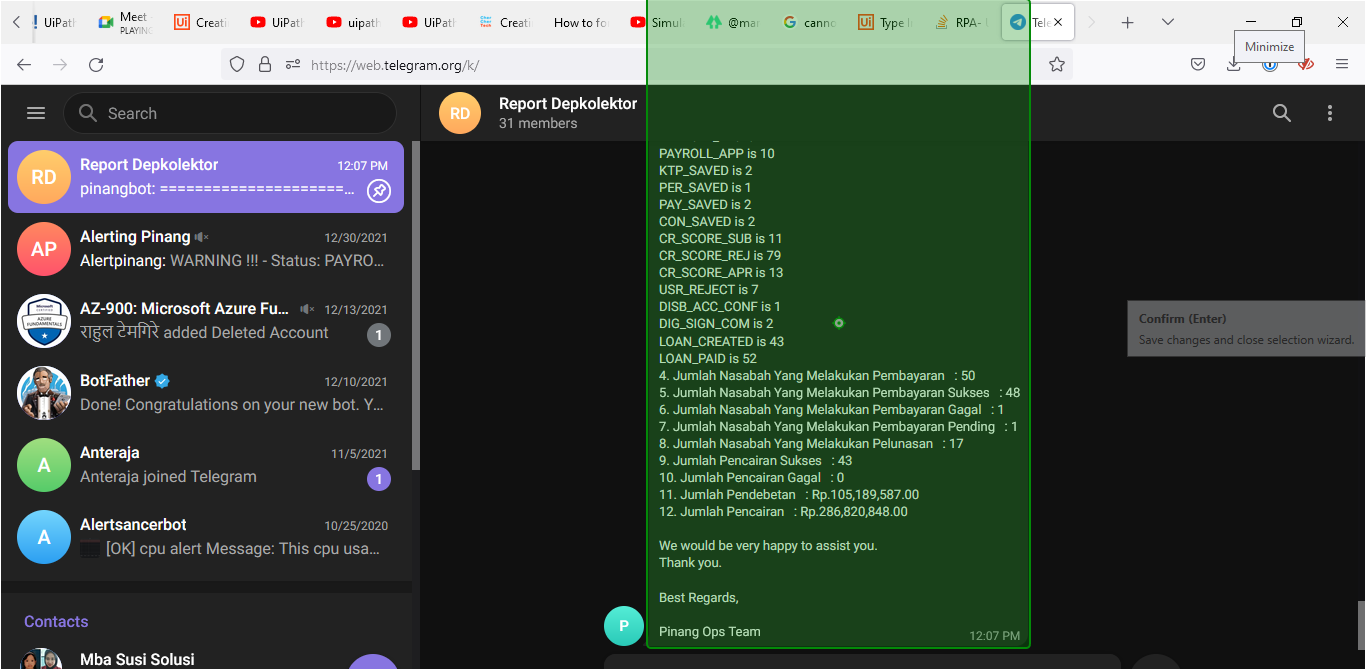 UiPath
Meet
PLAYING
Creati
UiPat
uipath
UiPat
Creati
How to for
Simul
@mar
cann
Type I
RPA-
Tele
Minimize
https://web.telegram.org/k/
Search
RD
Report Depkolektor
12:07 PM
pinangbot: =====================...
AP
Alerting Pinang
12/30/2021
Alertpinang: WARNING !!! - Status: PAYRO...
AZ-900: Microsoft Azure Fu...
12/13/2021
राहुल टेमगिरे added Deleted Account
1
BotFather
12/10/2021
Done! Congratulations on your new bot. Y...
A
Anteraja
11/5/2021
Anteraja joined Telegram
1
A
Alertsancerbot
10/25/2020
[OK] cpu alert Message: This cpu usa...
Contacts
Mba Susi Solusi
RD
Report Depkolektor
31 members
PAYROLL_APP is 10
KTP_SAVED is 2
PER_SAVED is 1
PAY_SAVED is 2
CON_SAVED is 2
CR_SCORE_SUB is 11
CR_SCORE_REJ is 79
CR_SCORE_APR is 13
USR_REJECT is 7
DISB_ACC_CONF is 1
DIG_SIGN_COM is 2
LOAN_CREATED is 43
LOAN_PAID is 52
4. Jumlah Nasabah Yang Melakukan Pembayaran : 50
5. Jumlah Nasabah Yang Melakukan Pembayaran Sukses : 48
6. Jumlah Nasabah Yang Melakukan Pembayaran Gagal : 1
7. Jumlah Nasabah Yang Melakukan Pembayaran Pending : 1
8. Jumlah Nasabah Yang Melakukan Pelunasan : 17
9. Jumlah Pencairan Sukses : 43
10. Jumlah Pencairan Gagal : 0
11. Jumlah Pendebetan : Rp.105,189,587.00
12. Jumlah Pencairan : Rp.286,820,848.00
We would be very happy to assist you.
Thank you.
Best Regards,
Pinang Ops Team
12:07 PM
P
Confirm (Enter)
Save changes and close selection wizard.